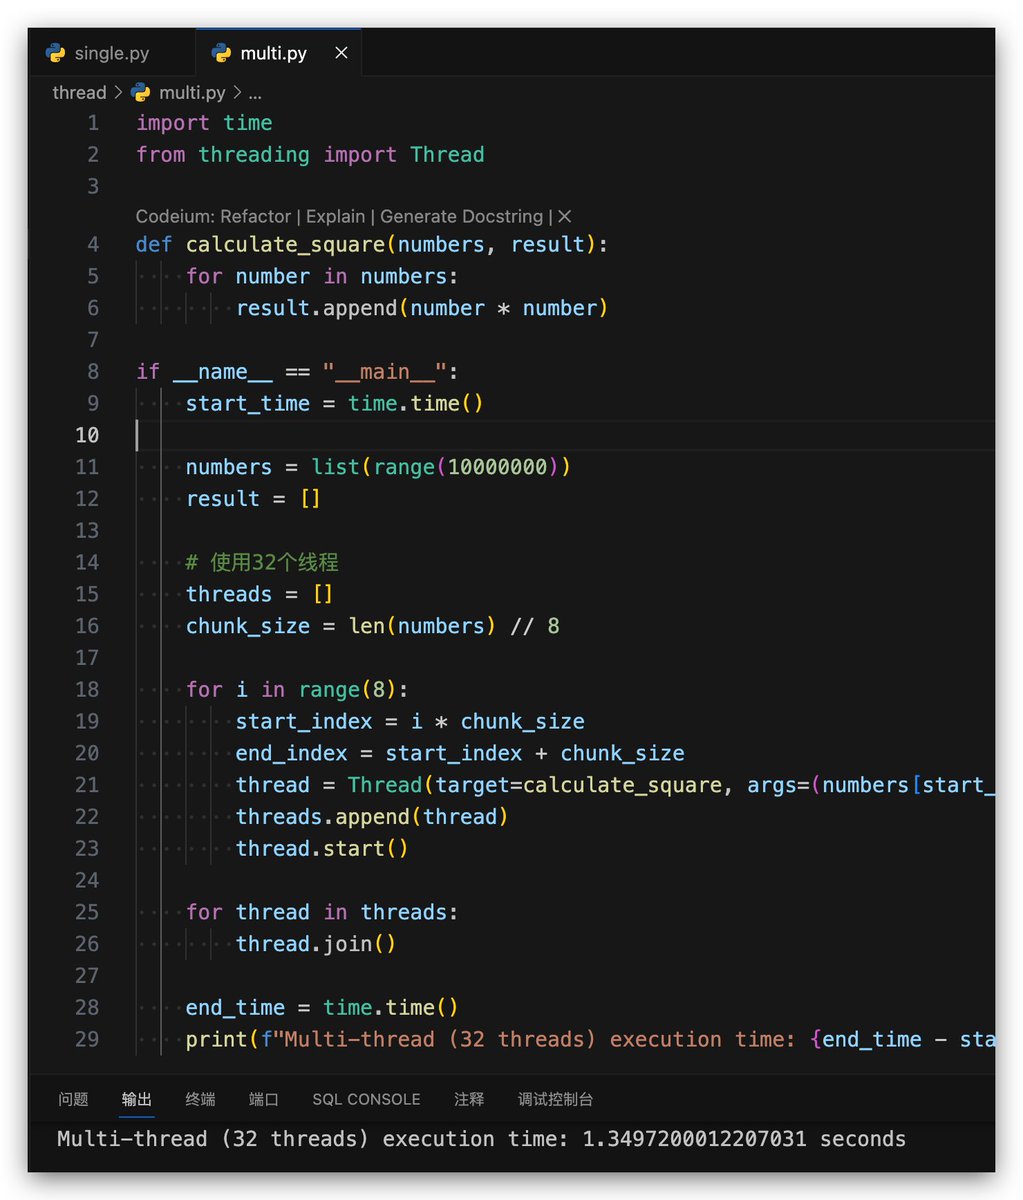 single.py
multi.py
thread > multi.py > ...
1 import time
2 from threading import Thread
3
Codeium: Refactor | Explain | Generate Docstring | ×
4 def calculate_square(numbers, result):
5     for number in numbers:
6         result.append(number * number)
7
8 if __name__ == "__main__":
9     start_time = time.time()
10
11     numbers = list(range(10000000))
12     result = []
13
14     # 使用32个线程
15     threads = []
16     chunk_size = len(numbers) // 8
17
18     for i in range(8):
19         start_index = i * chunk_size
20         end_index = start_index + chunk_size
21         thread = Thread(target=calculate_square, args=(numbers[start_
22         threads.append(thread)
23         thread.start()
24
25     for thread in threads:
26         thread.join()
27
28     end_time = time.time()
29     print(f"Multi-thread (32 threads) execution time: {end_time - sta
问题 输出 终端 端口 SQL CONSOLE 注释 调试控制台
Multi-thread (32 threads) execution time: 1.3497200012207031 seconds